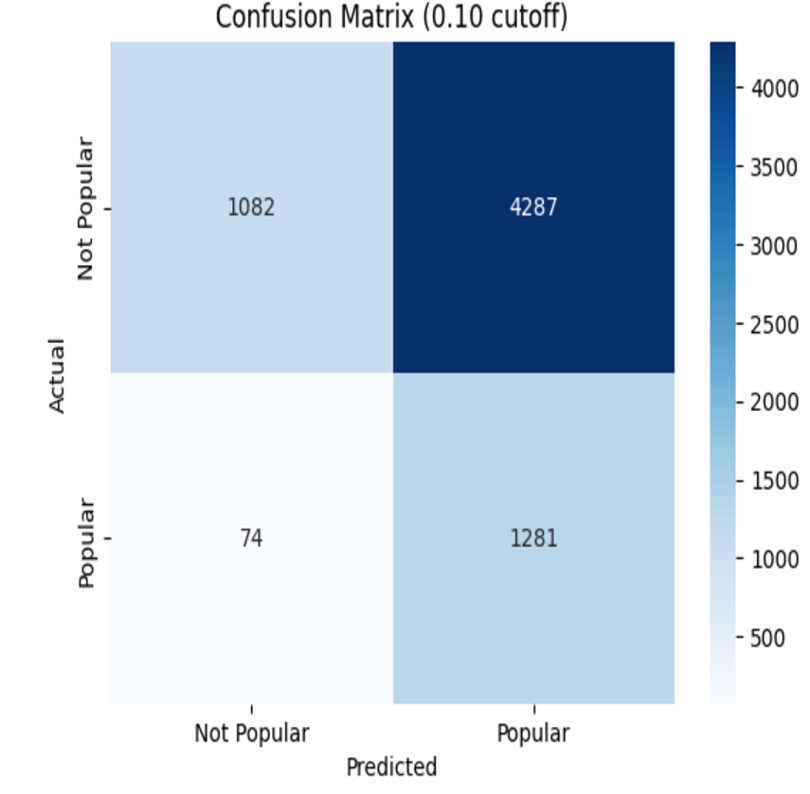 Confusion Matrix (0.10 cutoff)
Not Popular
Popular
Actual
1082
4287
74
1281
Not Popular
Popular
Predicted
4000
3500
3000
2500
2000
1500
1000
500